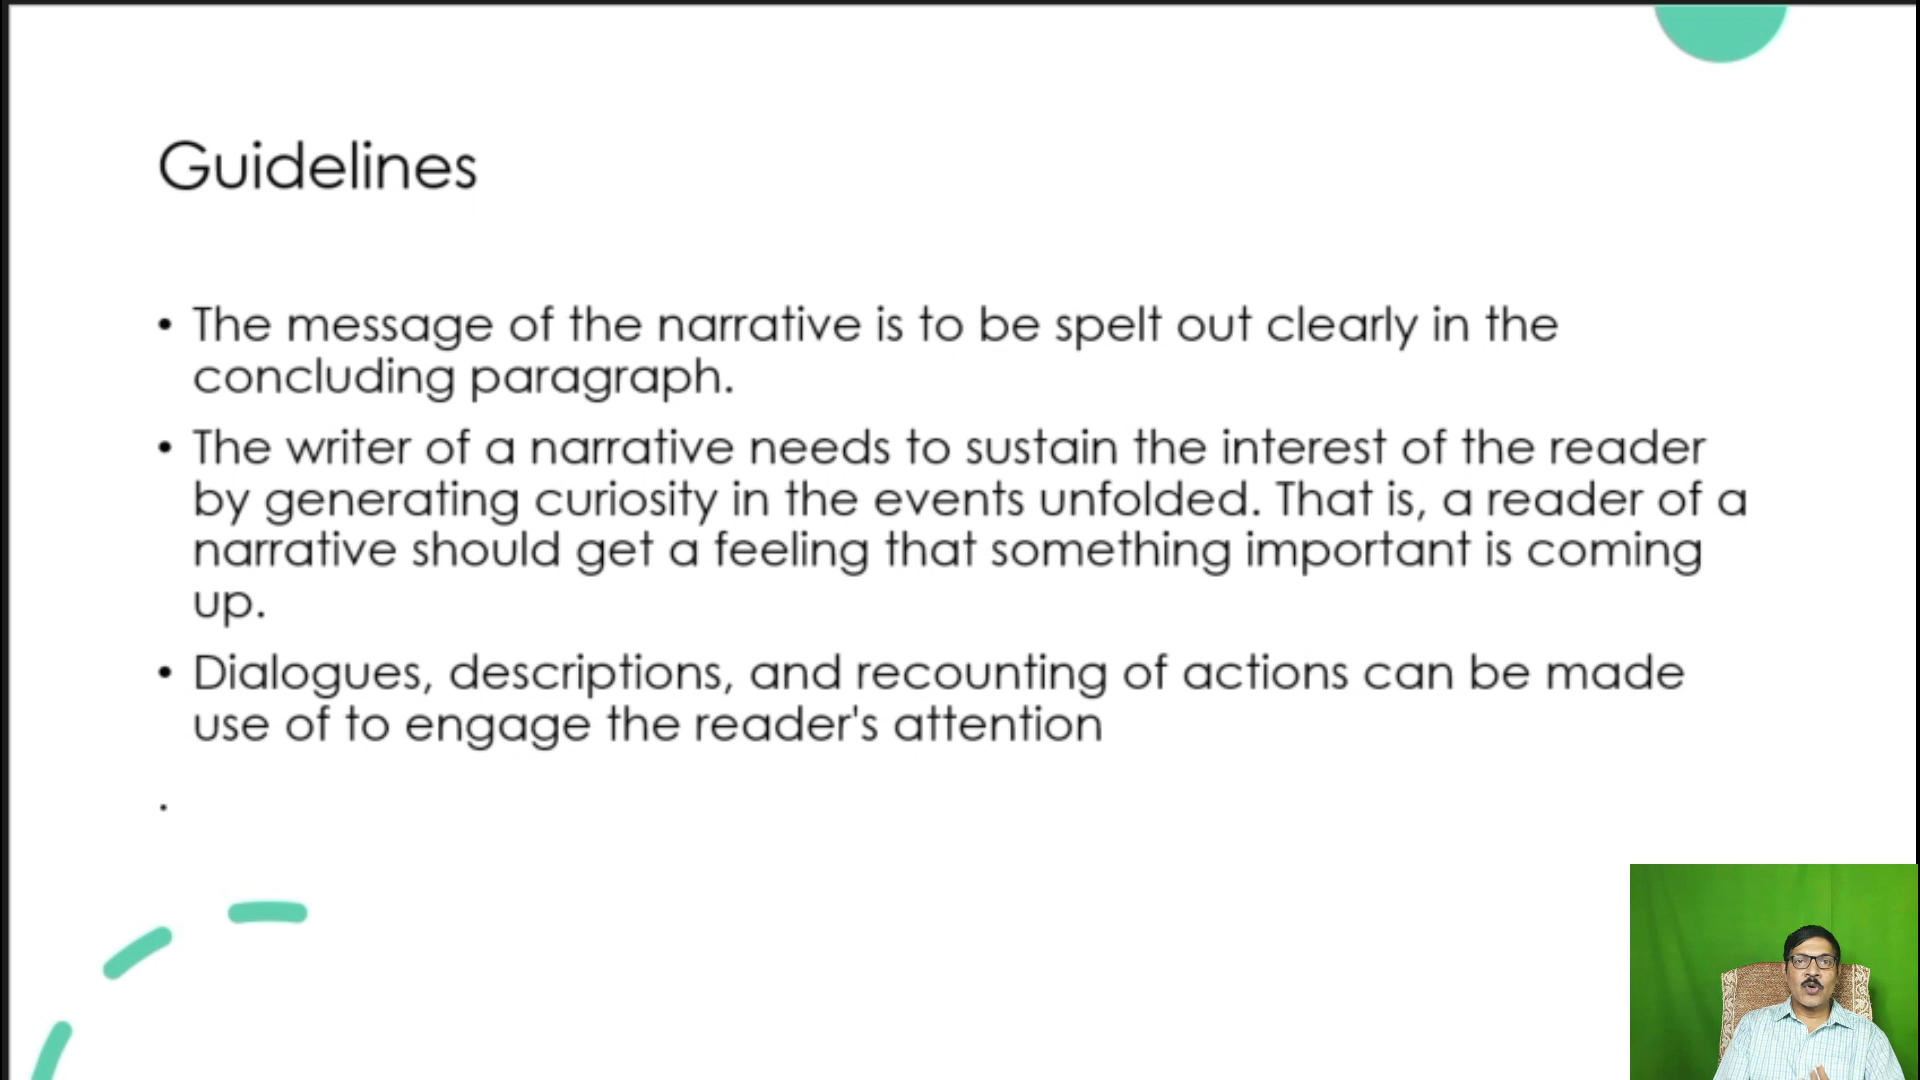 Guidelines
• The message of the narrative is to be spelt out clearly in the
concluding paragraph.
• The writer of a narrative needs to sustain the interest of the reader
by generating curiosity in the events unfolded. That is, a reader of a
narrative should get a feeling that something important is coming
up.
• Dialogues, descriptions, and recounting of actions can be made
use of to engage the reader's attention
.